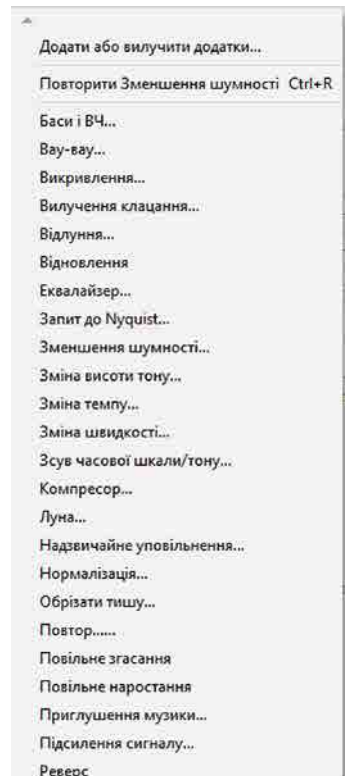 Додати або вилучити додатки...
Повторити Зменшення шумності Ctrl+R
Баси і ВЧ...
Вау-вау...
Викривлення...
Вилучення клацання...
Відлуння...
Відновлення
Еквалайзер...
Запит до Nyquist...
Зменшення шумності...
Зміна висоти тону...
Зміна темпу...
Зміна швидкості...
Зсув часової шкали/тону...
Компресор...
Луна...
Надзвичайне уповільнення...
Нормалізація...
Обрізати тишу...
Повтор......
Повільне згасання
Повільне наростання
Приглушення музики...
Підсилення сигналу...
Реверс